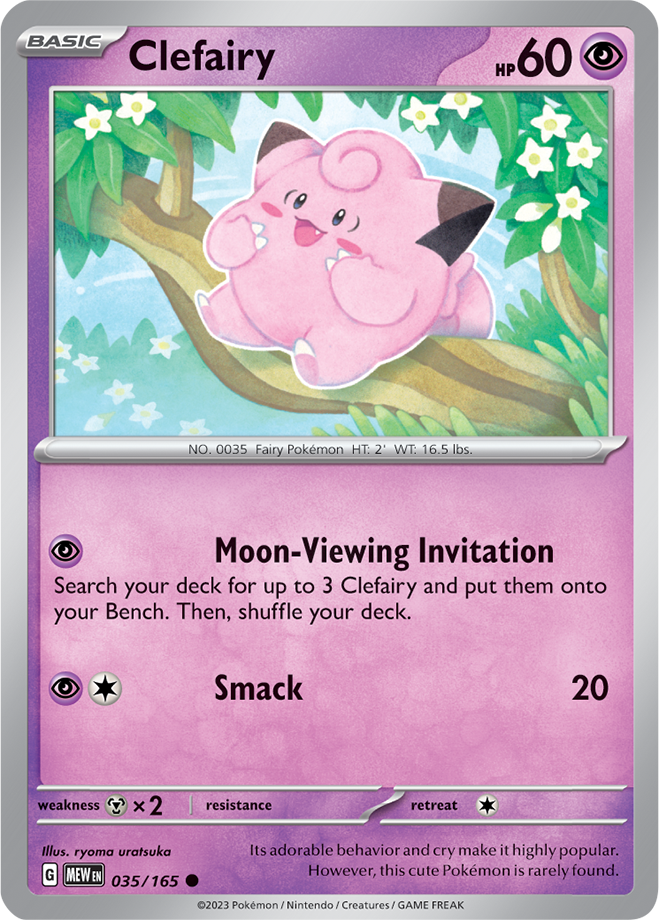 BASIC Clefairy HP 60
NO. 0035 Fairy Pokémon HT: 2' WT: 16.5 lbs.
Moon-Viewing Invitation
Search your deck for up to 3 Clefairy and put them onto
your Bench. Then, shuffle your deck.
Smack 20
weakness ×2 resistance retreat
Illus. ryoma uratsuka
Its adorable behavior and cry make it highly popular.
However, this cute Pokémon is rarely found.
G MEW EN 035/165
©2023 Pokémon / Nintendo / Creatures / GAME FREAK